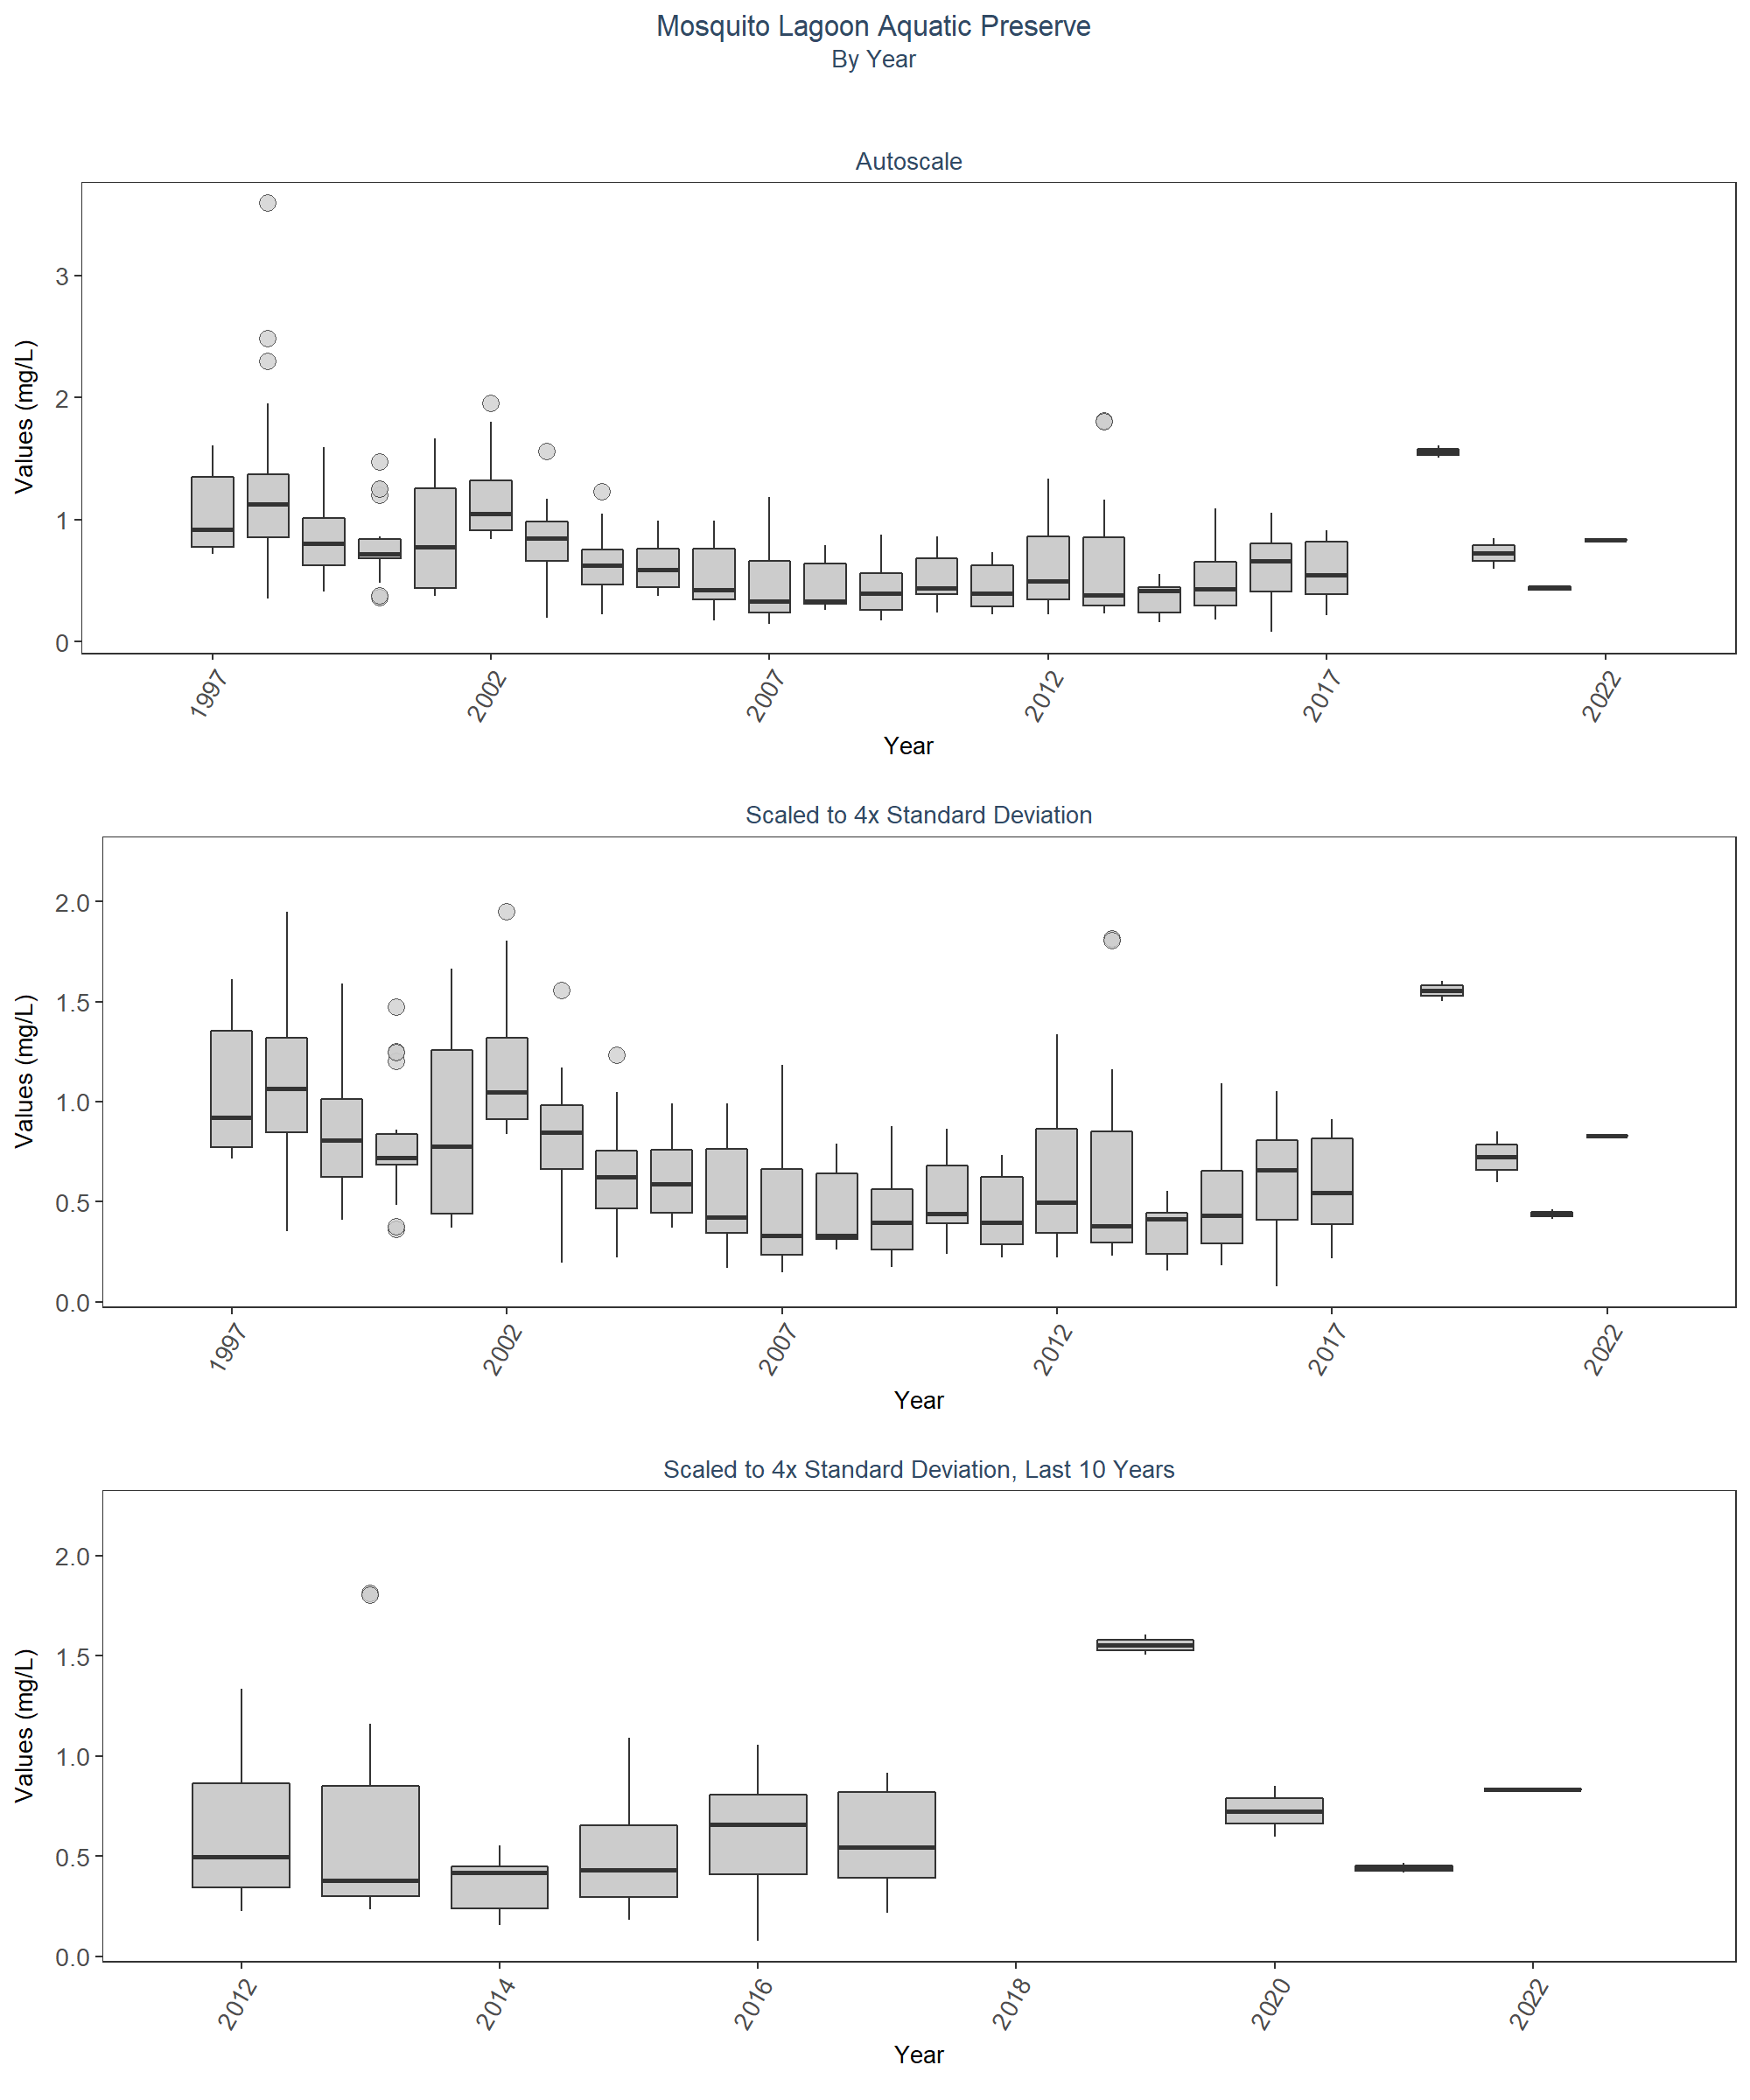 Mosquito Lagoon Aquatic Preserve
By Year
Autoscale
Values (mg/L)
3
2
1
0
1997 2002 2007 2012 2017 2022
Year
Scaled to 4x Standard Deviation
Values (mg/L)
2.0
1.5
1.0
0.5
0.0
1997 2002 2007 2012 2017 2022
Year
Scaled to 4x Standard Deviation, Last 10 Years
Values (mg/L)
2.0
1.5
1.0
0.5
0.0
2012 2014 2016 2018 2020 2022
Year